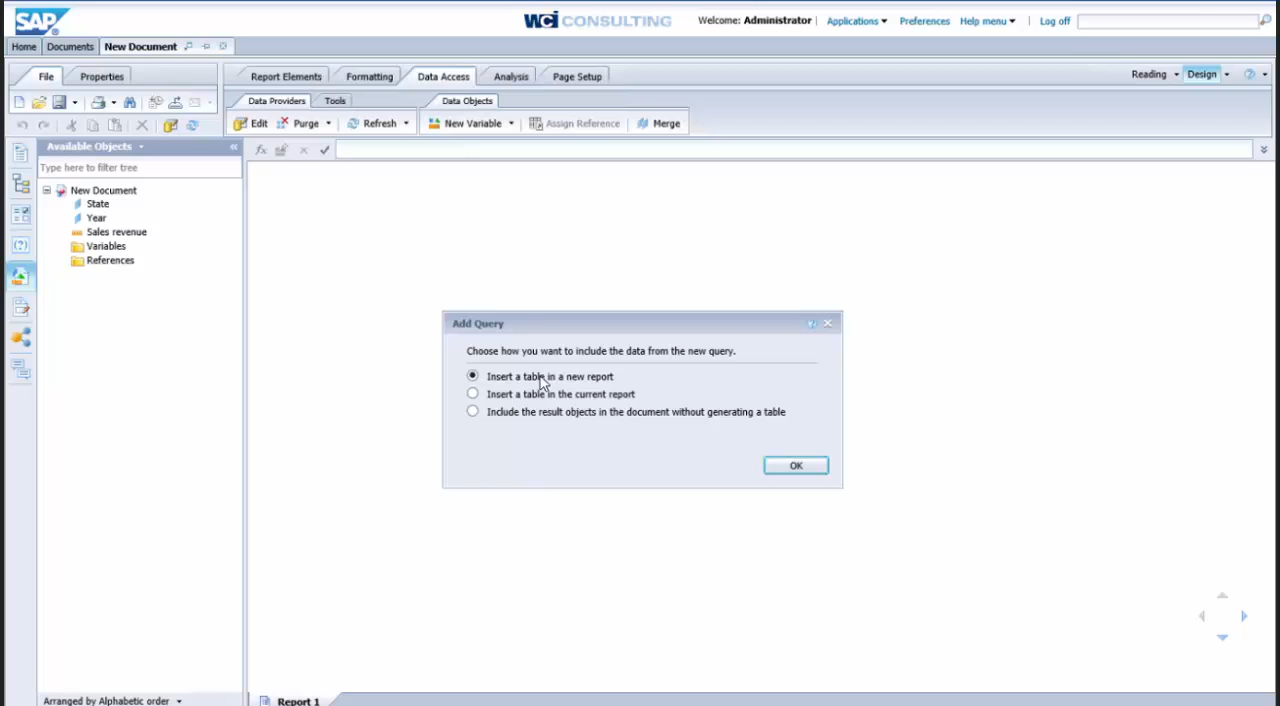 SAP
WCI CONSULTING
Welcome: Administrator | Applications | Preferences Help menu | Log off
Home Documents New Document
File Properties
Report Elements Formatting Data Access Analysis Page Setup
Reading Design
Data Providers Tools Data Objects
Edit Purge Refresh New Variable Assign Reference Merge
Available Objects
Type here to filter tree
New Document
State
Year
Sales revenue
Variables
References
Add Query
Choose how you want to include the data from the new query.
Insert a table in a new report
Insert a table in the current report
Include the result objects in the document without generating a table
OK
Arranged by Alphabetic order
Report 1